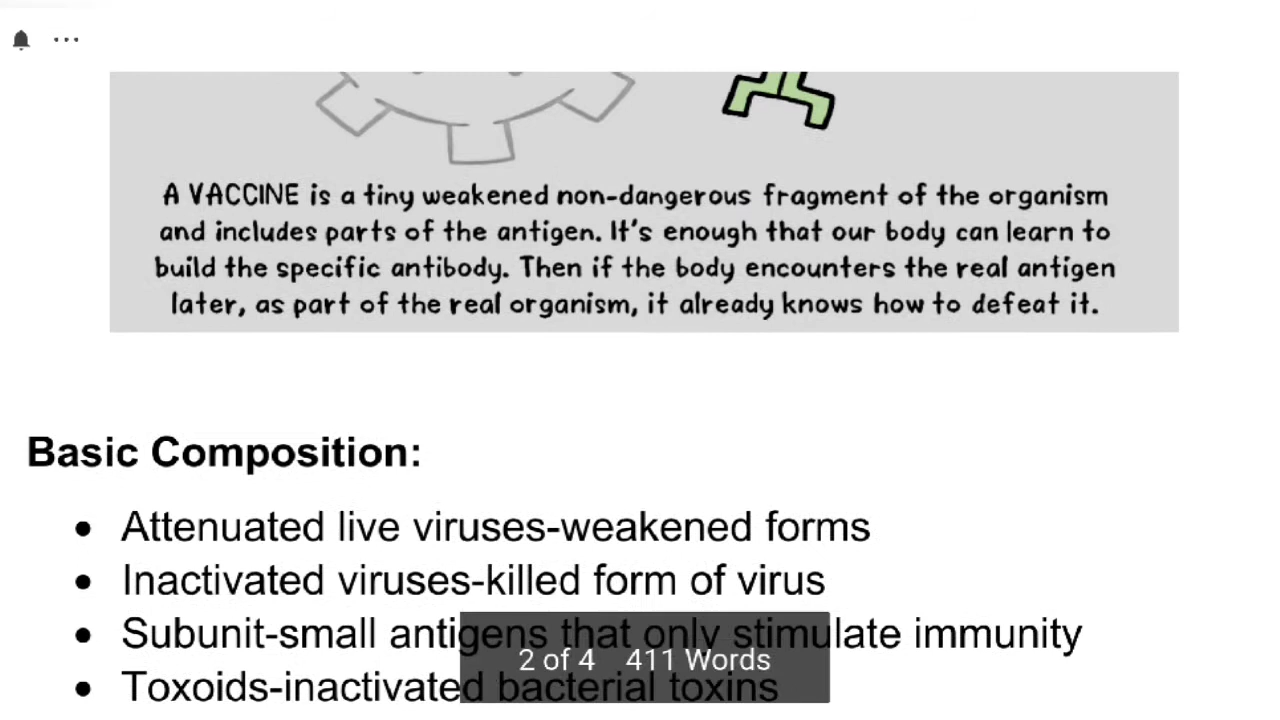 A VACCINE is a tiny weakened non-dangerous fragment of the organism
and includes parts of the antigen. It's enough that our body can learn to
build the specific antibody. Then if the body encounters the real antigen
later, as part of the real organism, it already knows how to defeat it.
Basic Composition:
• Attenuated live viruses-weakened forms
• Inactivated viruses-killed form of virus
• Subunit-small antigens that only stimulate immunity
2 of 4 411 Words
• Toxoids-inactivated bacterial toxins